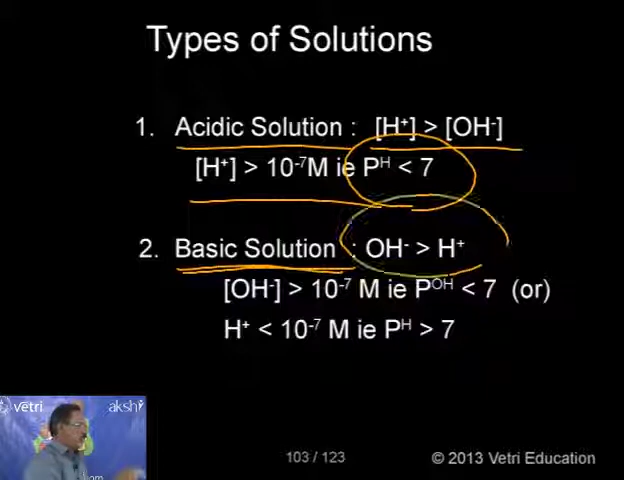 Types of Solutions
1. Acidic Solution : [H⁺] > [OH⁻]
[H⁺] > 10⁻⁷M ie Pᴴ < 7
2. Basic Solution : OH⁻ > H⁺
[OH⁻] > 10⁻⁷ M ie Pᴼᴴ < 7 (or)
H⁺ < 10⁻⁷ M ie Pᴴ > 7
vetri
akshi
om
103 / 123
© 2013 Vetri Education